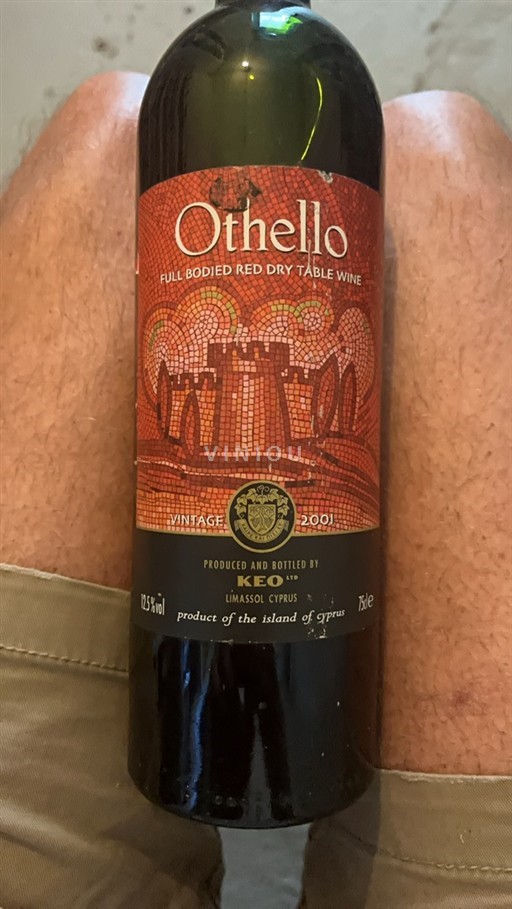 Othello
FULL BODIED RED DRY TABLE WINE
VINIOU
VINTAGE 2001
PRODUCED AND BOTTLED BY
KEO LTD
LIMASSOL CYPRUS
12.5%vol 75cl e
product of the island of cyprus